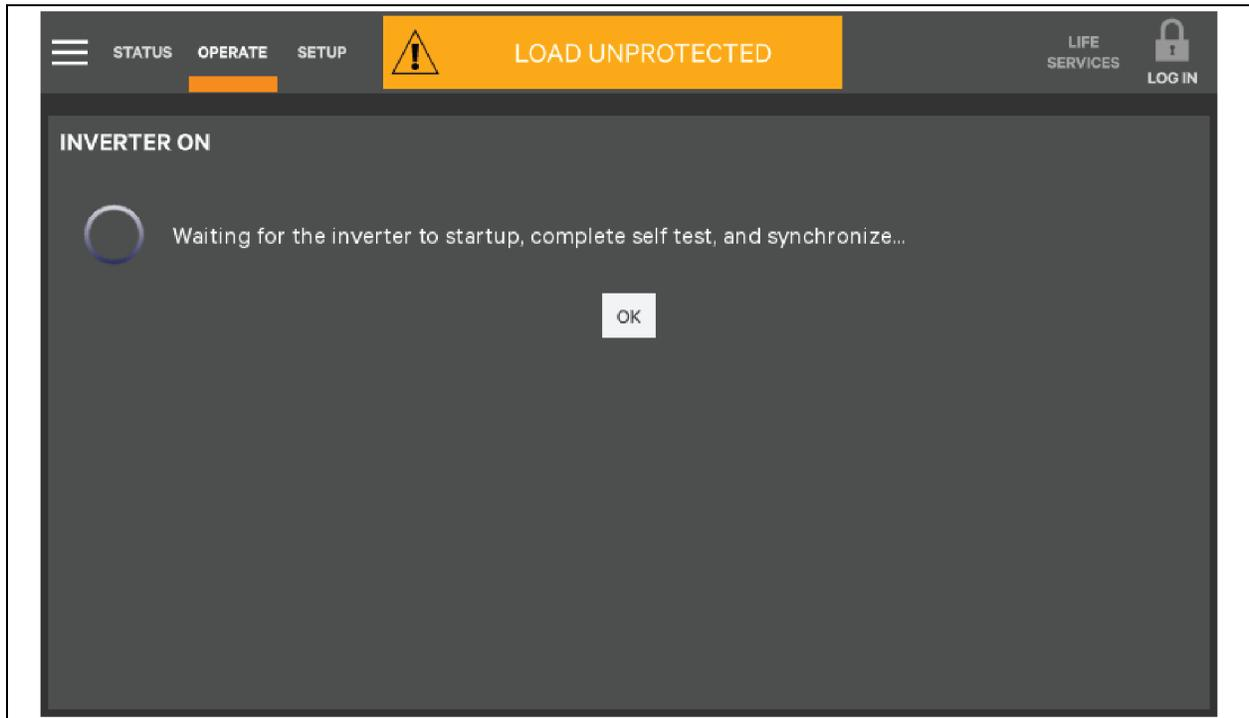 STATUS OPERATE SETUP
LOAD UNPROTECTED
LIFE
SERVICES
LOG IN
INVERTER ON
Waiting for the inverter to startup, complete self test, and synchronize...
OK